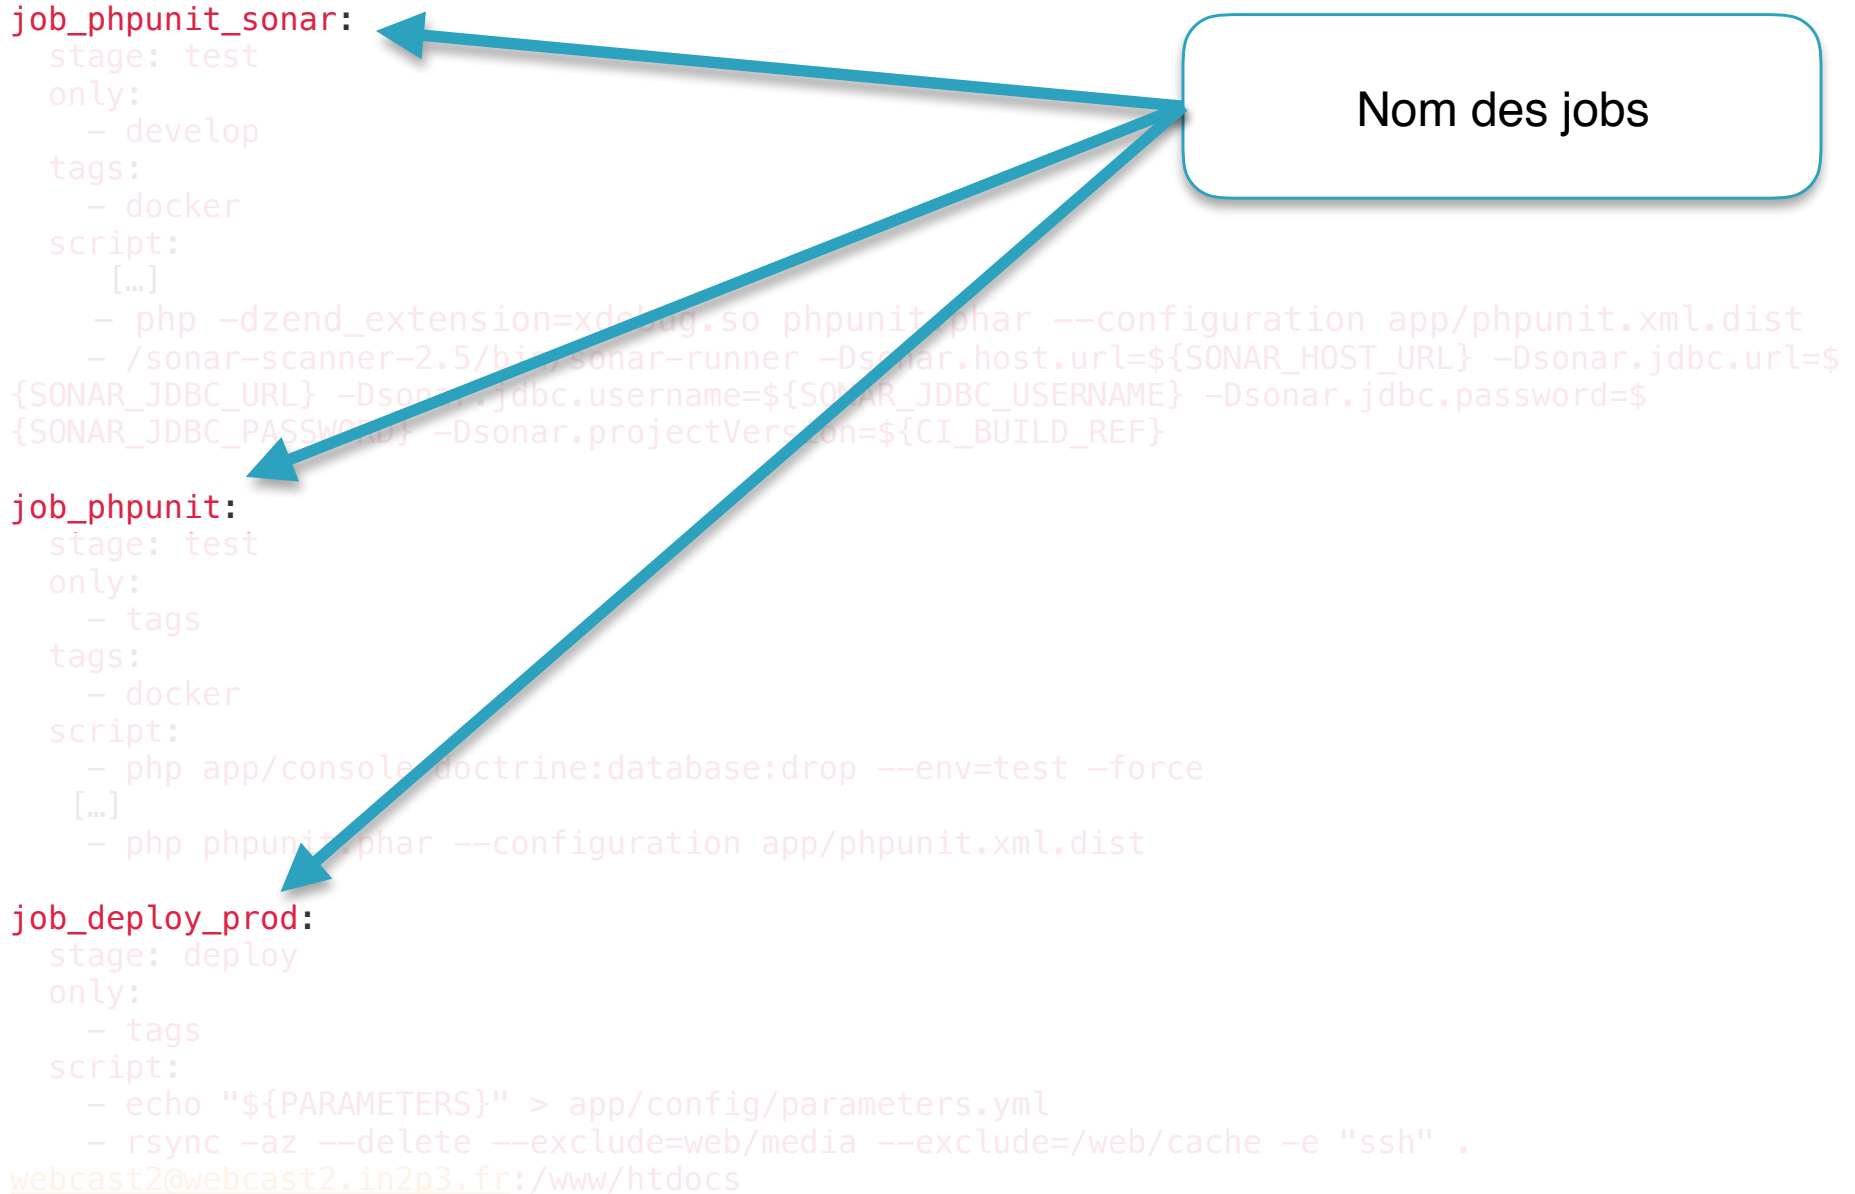 job_phpunit_sonar:
Nom des jobs
stage: test
only:
- develop
tags:
- docker
script:
[…]
- php -dzend_extension=xdebug.so phpunit.phar --configuration app/phpunit.xml.dist
- /sonar-scanner-2.5/bin/sonar-runner -Dsonar.host.url=${SONAR_HOST_URL} -Dsonar.jdbc.url=$
{SONAR_JDBC_URL} -Dsonar.jdbc.username=${SONAR_JDBC_USERNAME} -Dsonar.jdbc.password=$
{SONAR_JDBC_PASSWORD} -Dsonar.projectVersion=${CI_BUILD_REF}
job_phpunit:
stage: test
only:
- tags
tags:
- docker
script:
- php app/console doctrine:database:drop --env=test –force
[…]
- php phpunit.phar --configuration app/phpunit.xml.dist
job_deploy_prod:
stage: deploy
only:
- tags
script:
- echo "${PARAMETERS}" > app/config/parameters.yml
- rsync -az --delete --exclude=web/media --exclude=/web/cache -e "ssh" .
webcast2@webcast2.in2p3.fr:/www/htdocs